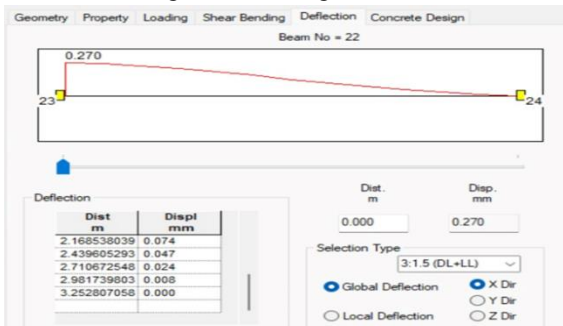 Geometry Property Loading Shear Bending Deflection Concrete Design
Beam No = 22
0.270
23 24
Deflection
Dist
m
Displ
mm
2.168538039 0.074
2.439605293 0.047
2.710672548 0.024
2.981739803 0.008
3.252807058 0.000
Dist.
m
Disp.
mm
0.000 0.270
Selection Type
3:1.5 (DL+LL)
Global Deflection
Local Deflection
X Dir
Y Dir
Z Dir